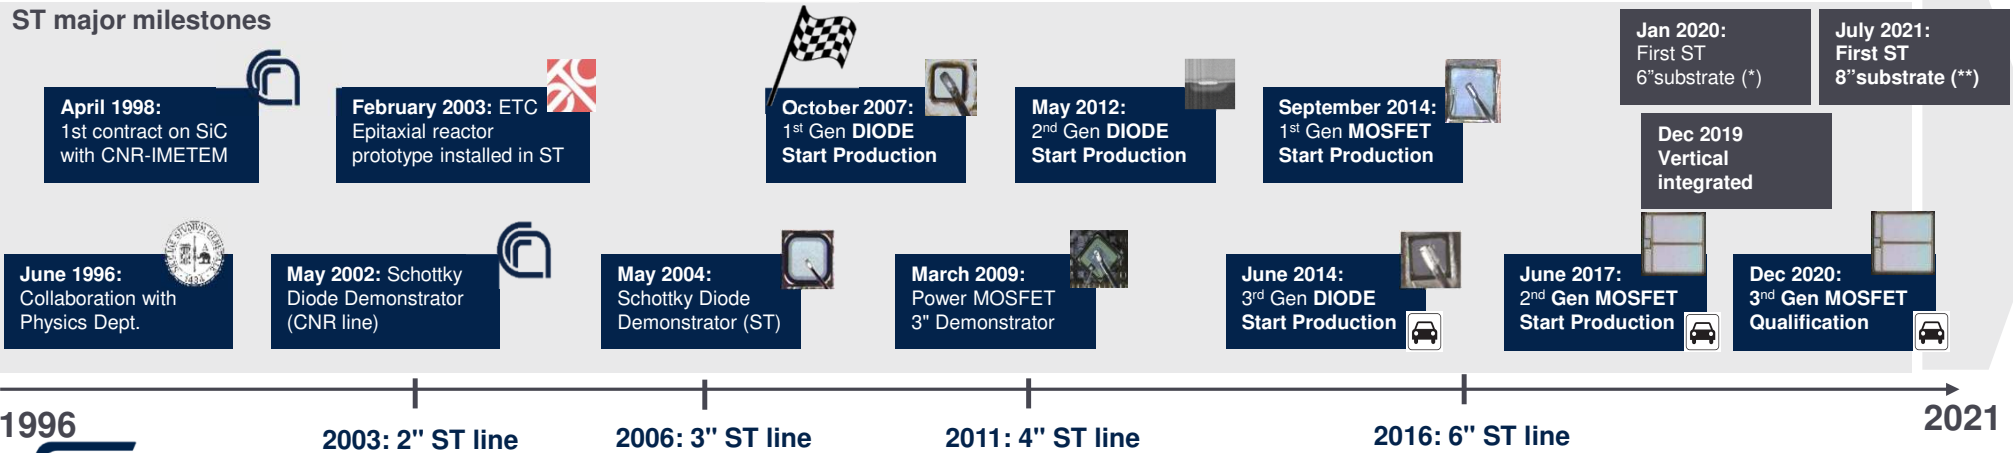 ST major milestones
April 1998:
1st contract on SiC
with CNR-IMETEM
February 2003: ETC
Epitaxial reactor
prototype installed in ST
October 2007:
1st Gen DIODE
Start Production
May 2012:
2nd Gen DIODE
Start Production
September 2014:
1st Gen MOSFET
Start Production
Jan 2020:
First ST
6”substrate (*)
July 2021:
First ST
8”substrate (**)
Dec 2019
Vertical
integrated
June 1996:
Collaboration with
Physics Dept.
May 2002: Schottky
Diode Demonstrator
(CNR line)
May 2004:
Schottky Diode
Demonstrator (ST)
March 2009:
Power MOSFET
3" Demonstrator
June 2014:
3rd Gen DIODE
Start Production
June 2017:
2nd Gen MOSFET
Start Production
Dec 2020:
3nd Gen MOSFET
Qualification
1996
2003: 2" ST line
2006: 3" ST line
2011: 4" ST line
2016: 6" ST line
2021